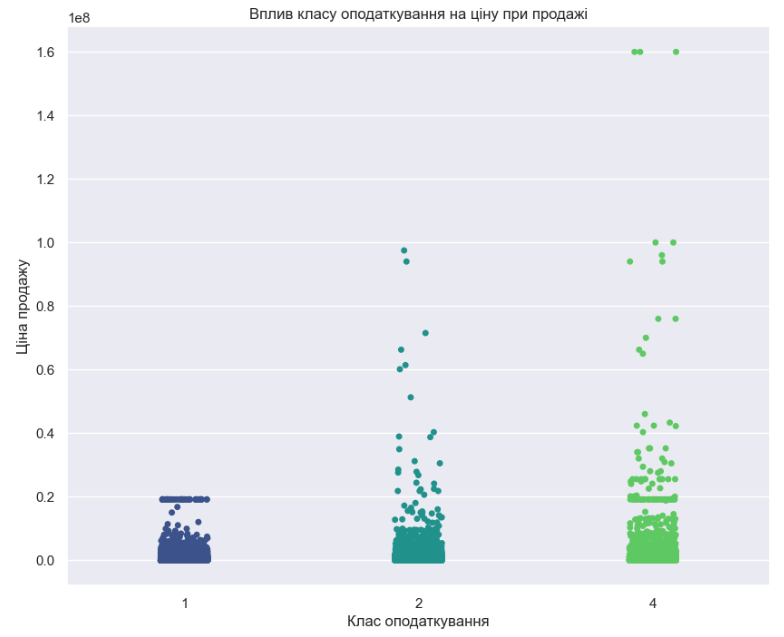 Вплив класу оподаткування на ціну при продажі
1e8
1.6
1.4
1.2
1.0
0.8
0.6
0.4
0.2
0.0
Ціна продажу
1 2 4
Клас оподаткування